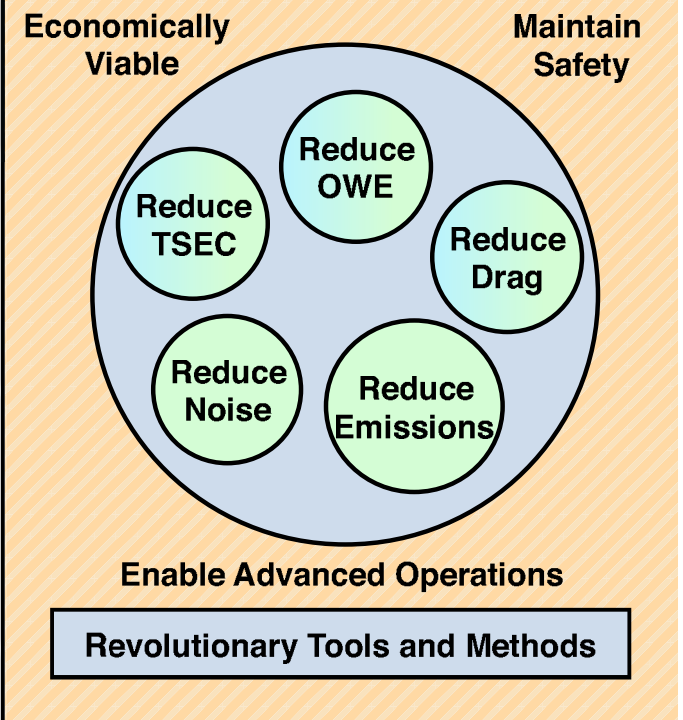 Economically
Viable
Maintain
Safety
Reduce
OWE
Reduce
TSEC
Reduce
Drag
Reduce
Noise
Reduce
Emissions
Enable Advanced Operations
Revolutionary Tools and Methods